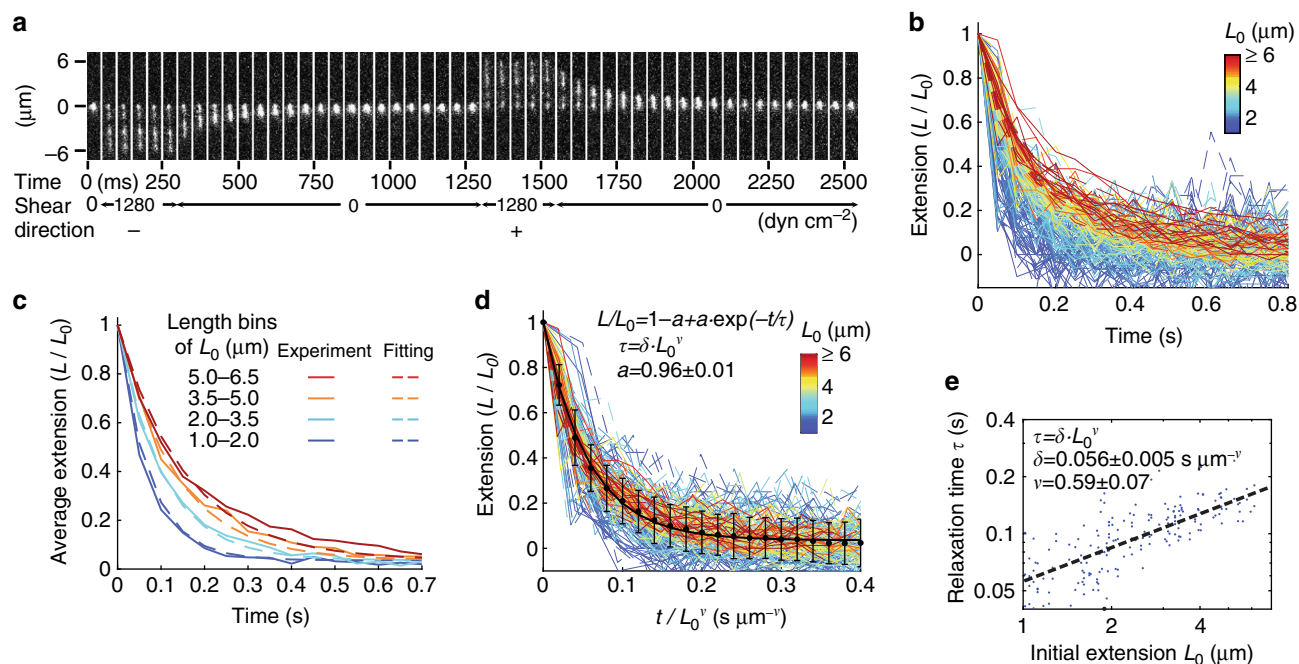 a
6
0
−6
(μm)
Time 0 (ms) 250 500 750 1000 1250 1500 1750 2000 2250 2500
Shear 0 1280 0 1280 0
direction − + (dyn cm−2)
b
L0 (μm)
≥ 6
4
2
Extension (L / L0)
1
0.8
0.6
0.4
0.2
0
0 0.2 0.4 0.6 0.8
Time (s)
c
Length bins
of L0 (μm) Experiment Fitting
5.0–6.5
3.5–5.0
2.0–3.5
1.0–2.0
Average extension (L / L0)
1
0.8
0.6
0.4
0.2
0
0 0.1 0.2 0.3 0.4 0.5 0.6 0.7
Time (s)
d
L/L0=1−a+a·exp(−t/τ)
τ=δ·L0ν
a=0.96±0.01
L0 (μm)
≥ 6
4
2
Extension (L / L0)
1
0.8
0.6
0.4
0.2
0
0 0.1 0.2 0.3 0.4
t / L0ν (s μm−ν)
e
τ=δ·L0ν
δ=0.056±0.005 s μm−ν
ν=0.59±0.07
Relaxation time τ (s)
0.4
0.2
0.1
0.05
1 2 4
Initial extension L0 (μm)